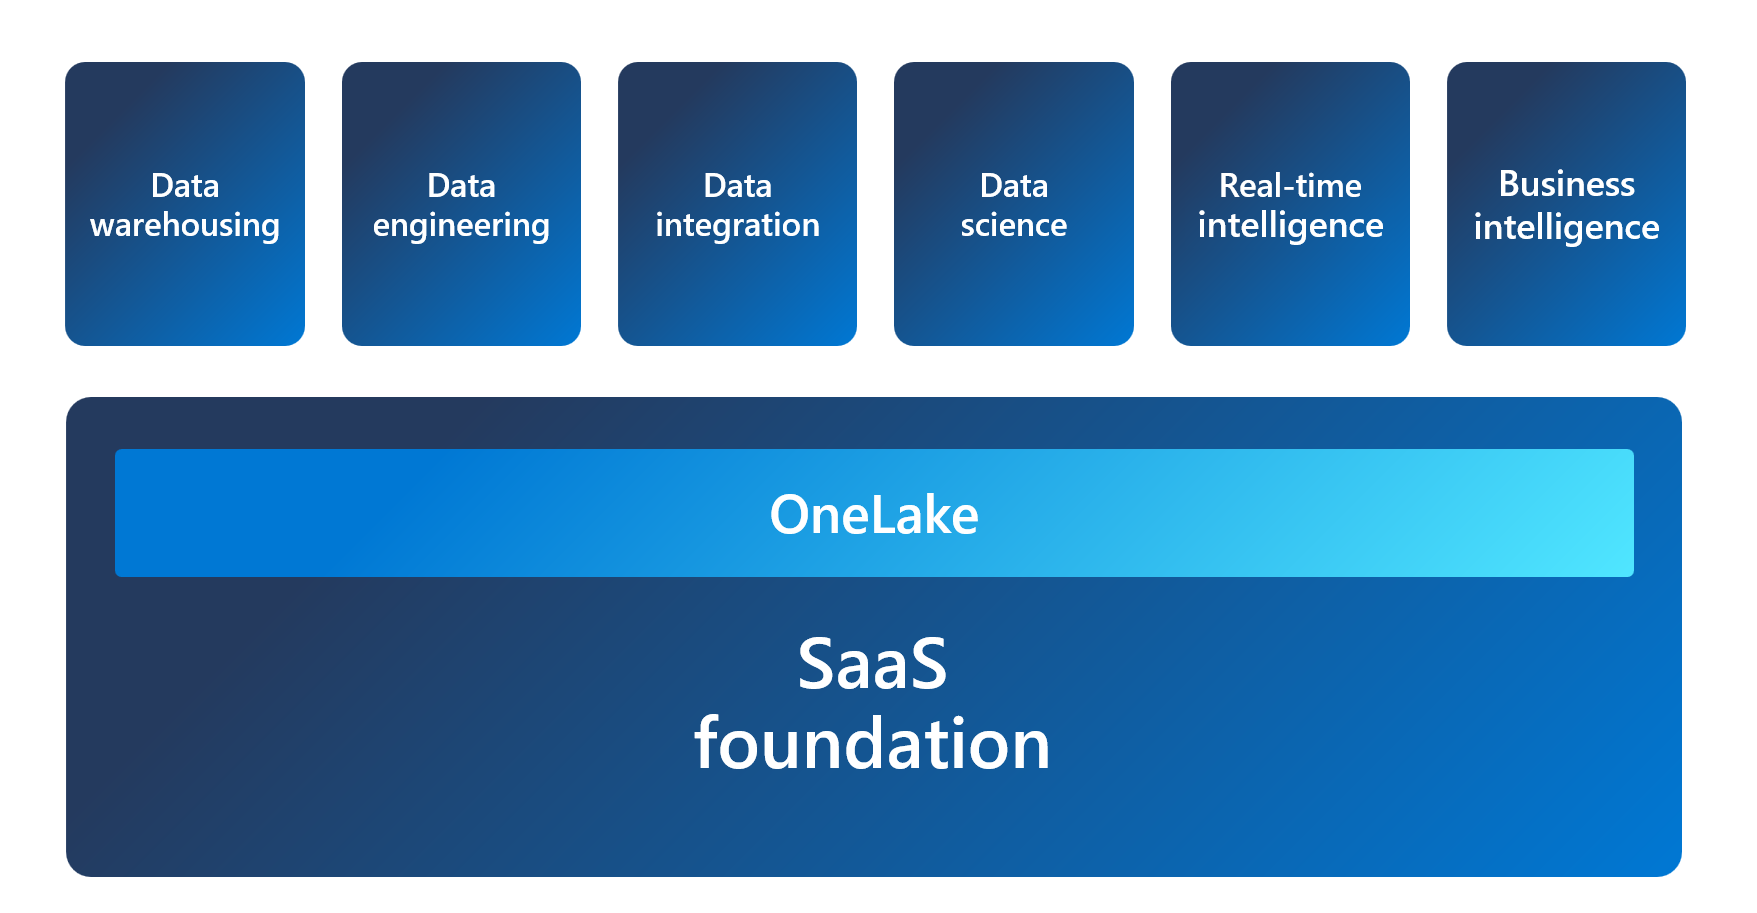 Data
warehousing
Data
engineering
Data
integration
Data
science
Real-time
intelligence
Business
intelligence
OneLake
SaaS
foundation